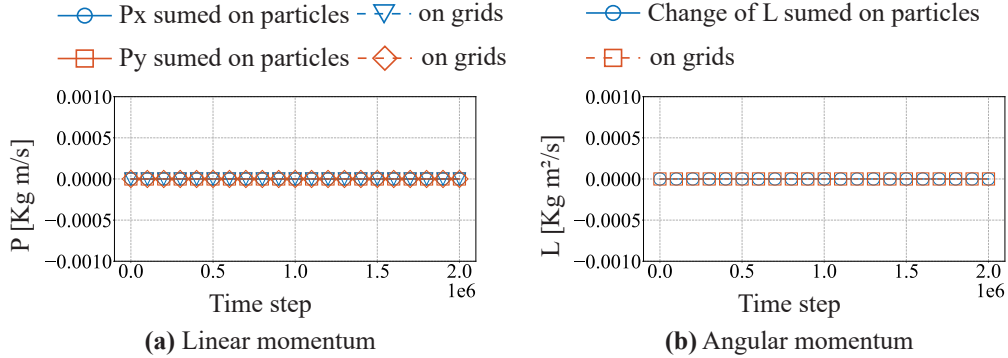 Px sumed on particles on grids
Py sumed on particles on grids
Change of L sumed on particles
on grids
P [Kg m/s]
0.0010
0.0005
0.0000
−0.0005
−0.0010
0.0 0.5 1.0 1.5 2.0
1e6
Time step
(a) Linear momentum
L [Kg m²/s]
0.0010
0.0005
0.0000
−0.0005
−0.0010
0.0 0.5 1.0 1.5 2.0
1e6
Time step
(b) Angular momentum